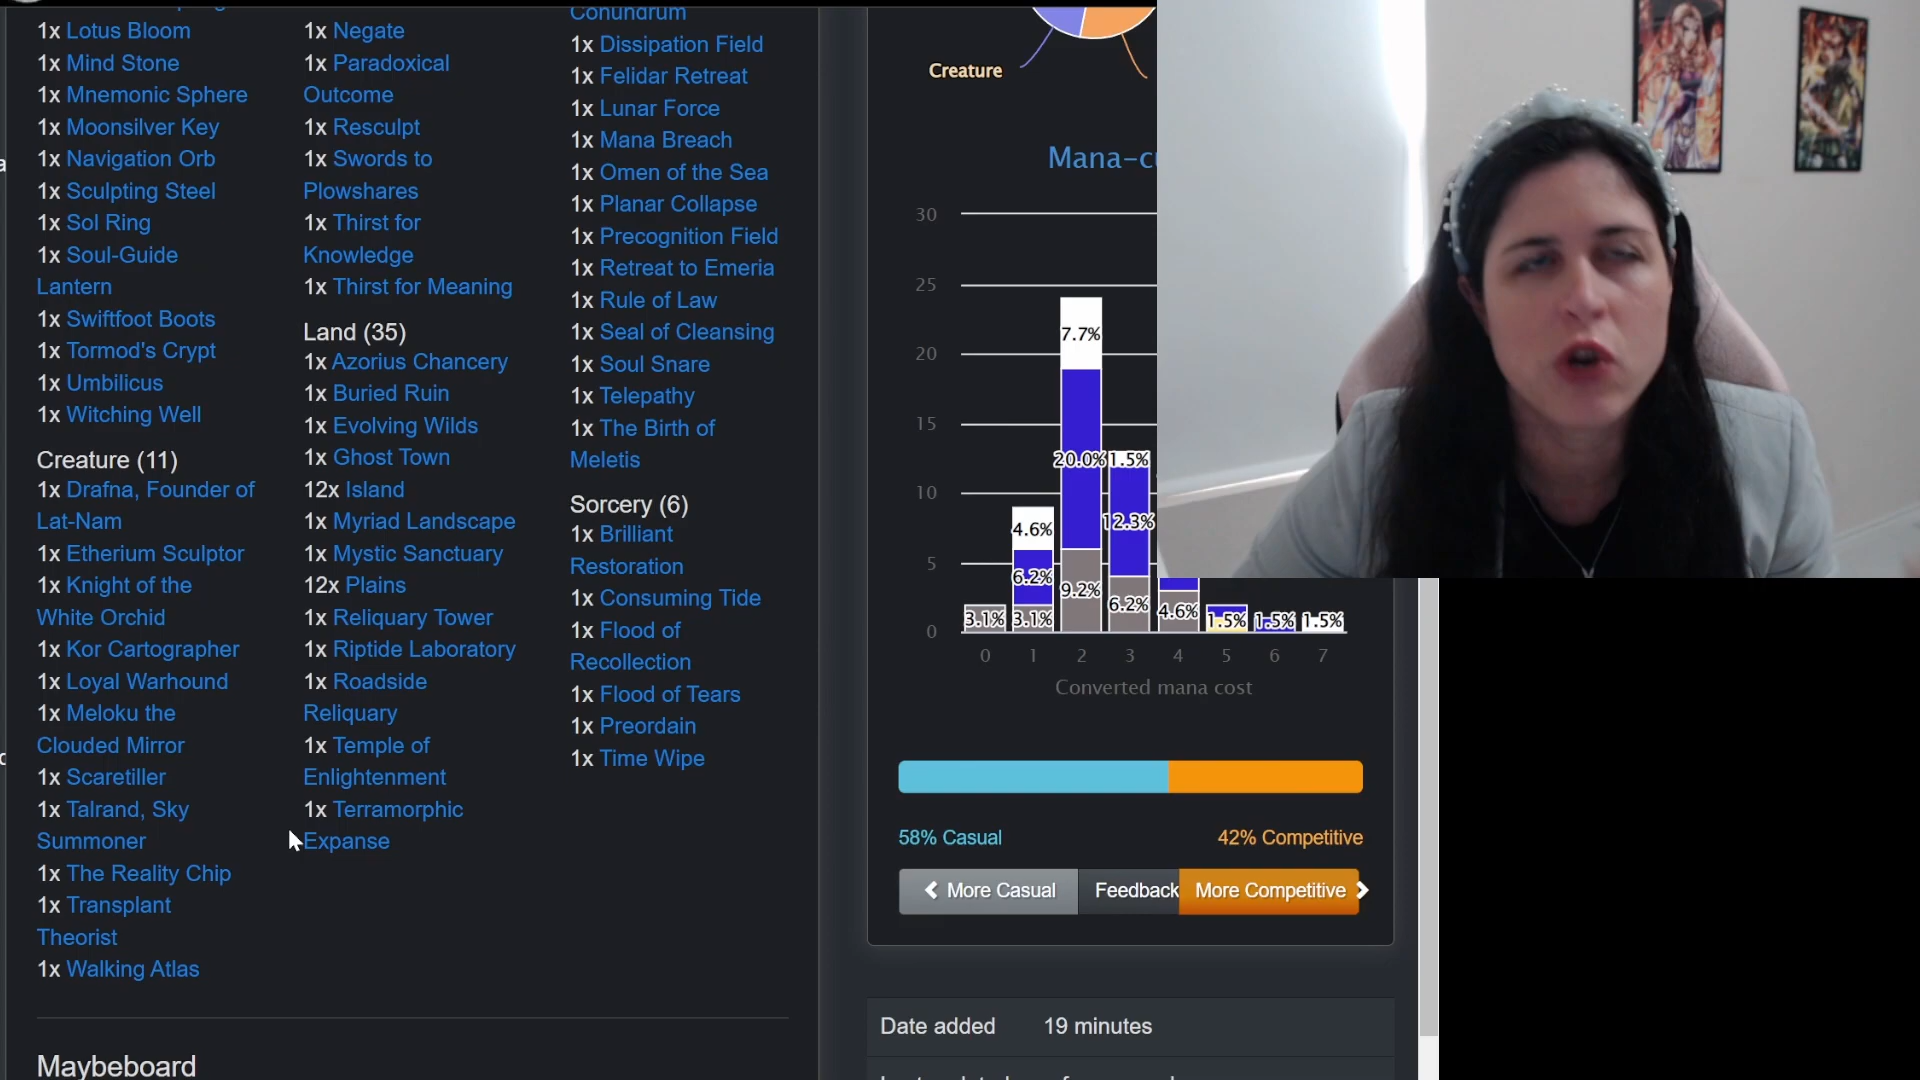 1x Lotus Bloom
1x Mind Stone
1x Mnemonic Sphere
1x Moonsilver Key
1x Navigation Orb
1x Sculpting Steel
1x Sol Ring
1x Soul-Guide
Lantern
1x Swiftfoot Boots
1x Tormod's Crypt
1x Umbilicus
1x Witching Well
Creature (11)
1x Drafna, Founder of
Lat-Nam
1x Etherium Sculptor
1x Knight of the
White Orchid
1x Kor Cartographer
1x Loyal Warhound
1x Meloku the
Clouded Mirror
1x Scaretiller
1x Talrand, Sky
Summoner
1x The Reality Chip
1x Transplant
Theorist
1x Walking Atlas
1x Negate
1x Paradoxical
Outcome
1x Resculpt
1x Swords to
Plowshares
1x Thirst for
Knowledge
1x Thirst for Meaning
Land (35)
1x Azorius Chancery
1x Buried Ruin
1x Evolving Wilds
1x Ghost Town
12x Island
1x Myriad Landscape
1x Mystic Sanctuary
12x Plains
1x Reliquary Tower
1x Riptide Laboratory
1x Roadside
Reliquary
1x Temple of
Enlightenment
1x Terramorphic
Expanse
Conundrum
1x Dissipation Field
1x Felidar Retreat
1x Lunar Force
1x Mana Breach
1x Omen of the Sea
1x Planar Collapse
1x Precognition Field
1x Retreat to Emeria
1x Rule of Law
1x Seal of Cleansing
1x Soul Snare
1x Telepathy
1x The Birth of
Meletis
Sorcery (6)
1x Brilliant
Restoration
1x Consuming Tide
1x Flood of
Recollection
1x Flood of Tears
1x Preordain
1x Time Wipe
Maybeboard
Creature
Mana-c
30
25
20
15
10
5
0
7.7%
20.0%
1.5%
4.6%
12.3%
6.2%
9.2%
3.1%
3.1%
6.2%
4.6%
1.5%
1.5%
1.5%
0 1 2 3 4 5 6 7
Converted mana cost
58% Casual
42% Competitive
More Casual
Feedback
More Competitive
Date added 19 minutes